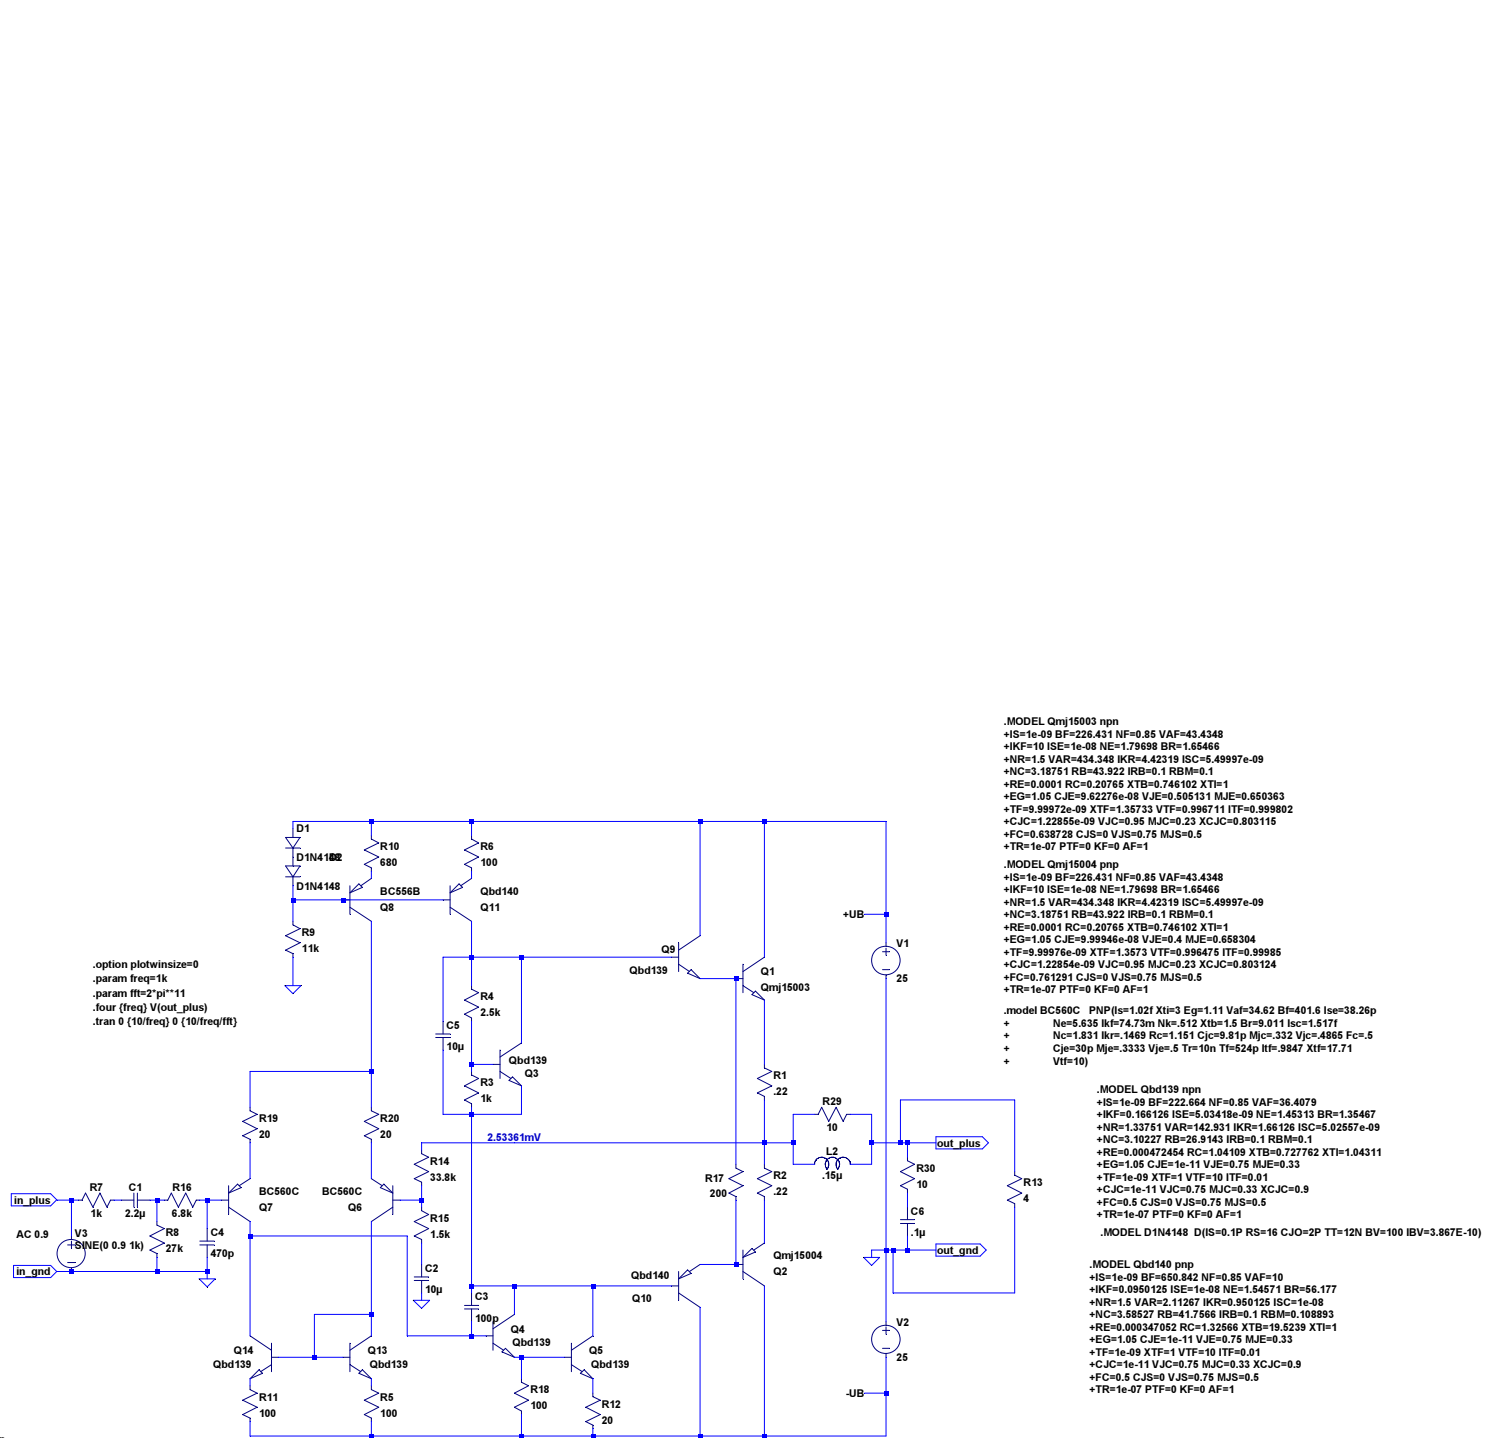 .MODEL Qmj15003 npn
+IS=1e-09 BF=226.431 NF=0.85 VAF=43.4348
+IKF=10 ISE=1e-08 NE=1.79698 BR=1.65466
+NR=1.5 VAR=434.348 IKR=4.42319 ISC=5.49997e-09
+NC=3.18751 RB=43.922 IRB=0.1 RBM=0.1
+RE=0.0001 RC=0.20765 XTB=0.746102 XTI=1
+EG=1.05 CJE=9.62276e-08 VJE=0.505131 MJE=0.650363
+TF=9.99972e-09 XTF=1.35733 VTF=0.996711 ITF=0.999802
+CJC=1.22855e-09 VJC=0.95 MJC=0.23 XCJC=0.803115
+FC=0.638728 CJS=0 VJS=0.75 MJS=0.5
+TR=1e-07 PTF=0 KF=0 AF=1
.MODEL Qmj15004 pnp
+IS=1e-09 BF=226.431 NF=0.85 VAF=43.4348
+IKF=10 ISE=1e-08 NE=1.79698 BR=1.65466
+NR=1.5 VAR=434.348 IKR=4.42319 ISC=5.49997e-09
+NC=3.18751 RB=43.922 IRB=0.1 RBM=0.1
+RE=0.0001 RC=0.20765 XTB=0.746102 XTI=1
+EG=1.05 CJE=9.99946e-08 VJE=0.4 MJE=0.658304
+TF=9.99976e-09 XTF=1.3573 VTF=0.996475 ITF=0.99985
+CJC=1.22854e-09 VJC=0.95 MJC=0.23 XCJC=0.803124
+FC=0.761291 CJS=0 VJS=0.75 MJS=0.5
+TR=1e-07 PTF=0 KF=0 AF=1
.model BC560C PNP(Is=1.02f Xti=3 Eg=1.11 Vaf=34.62 Bf=401.6 Ise=38.26p
+ Ne=5.635 Ikf=74.73m Nk=.512 Xtb=1.5 Br=9.011 Isc=1.517f
+ Nc=1.831 Ikr=.1469 Rc=1.151 Cjc=9.81p Mjc=.332 Vjc=.4865 Fc=.5
+ Cje=30p Mje=.3333 Vje=.5 Tr=10n Tf=524p Itf=.9847 Xtf=17.71
+ Vtf=10)
.MODEL Qbd139 npn
+IS=1e-09 BF=222.664 NF=0.85 VAF=36.4079
+IKF=0.166126 ISE=5.03418e-09 NE=1.45313 BR=1.35467
+NR=1.33751 VAR=142.931 IKR=1.66126 ISC=5.02557e-09
+NC=3.10227 RB=26.9143 IRB=0.1 RBM=0.1
+RE=0.000472454 RC=1.04109 XTB=0.727762 XTI=1.04311
+EG=1.05 CJE=1e-11 VJE=0.75 MJE=0.33
+TF=1e-09 XTF=1 VTF=10 ITF=0.01
+CJC=1e-11 VJC=0.75 MJC=0.33 XCJC=0.9
+FC=0.5 CJS=0 VJS=0.75 MJS=0.5
+TR=1e-07 PTF=0 KF=0 AF=1
.MODEL D1N4148 D(IS=0.1P RS=16 CJO=2P TT=12N BV=100 IBV=3.867E-10)
.MODEL Qbd140 pnp
+IS=1e-09 BF=650.842 NF=0.85 VAF=10
+IKF=0.0950125 ISE=1e-08 NE=1.54571 BR=56.177
+NR=1.5 VAR=2.11267 IKR=0.950125 ISC=1e-08
+NC=3.58527 RB=41.7566 IRB=0.1 RBM=0.108893
+RE=0.000347052 RC=1.32566 XTB=19.5239 XTI=1
+EG=1.05 CJE=1e-11 VJE=0.75 MJE=0.33
+TF=1e-09 XTF=1 VTF=10 ITF=0.01
+CJC=1e-11 VJC=0.75 MJC=0.33 XCJC=0.9
+FC=0.5 CJS=0 VJS=0.75 MJS=0.5
+TR=1e-07 PTF=0 KF=0 AF=1
.option plotwinsize=0
.param freq=1k
.param fft=2*pi**11
.four {freq} V(out_plus)
.tran 0 {10/freq} 0 {10/freq/fft}
D1
D1N4148
D1N4148
R10
680
R6
100
BC556B
Q8
Qbd140
Q11
R9
11k
+UB
V1
25
Q9
Qbd139
Q1
Qmj15003
R4
2.5k
C5
10µ
Qbd139
Q3
R3
1k
R1
.22
R19
20
R20
20
2.53361mV
R29
10
L2
.15µ
out_plus
R14
33.8k
R17
200
R2
.22
R30
10
R13
4
in_plus
R7
1k
C1
2.2µ
R16
6.8k
BC560C
Q7
BC560C
Q6
R15
1.5k
C6
.1µ
AC 0.9
V3
SINE(0 0.9 1k)
R8
27k
C4
470p
in_gnd
out_gnd
C2
10µ
Qbd140
Q10
Qmj15004
Q2
C3
100p
Q4
Qbd139
Q5
Qbd139
V2
25
Q14
Qbd139
Q13
Qbd139
R11
100
R5
100
R18
100
R12
20
-UB